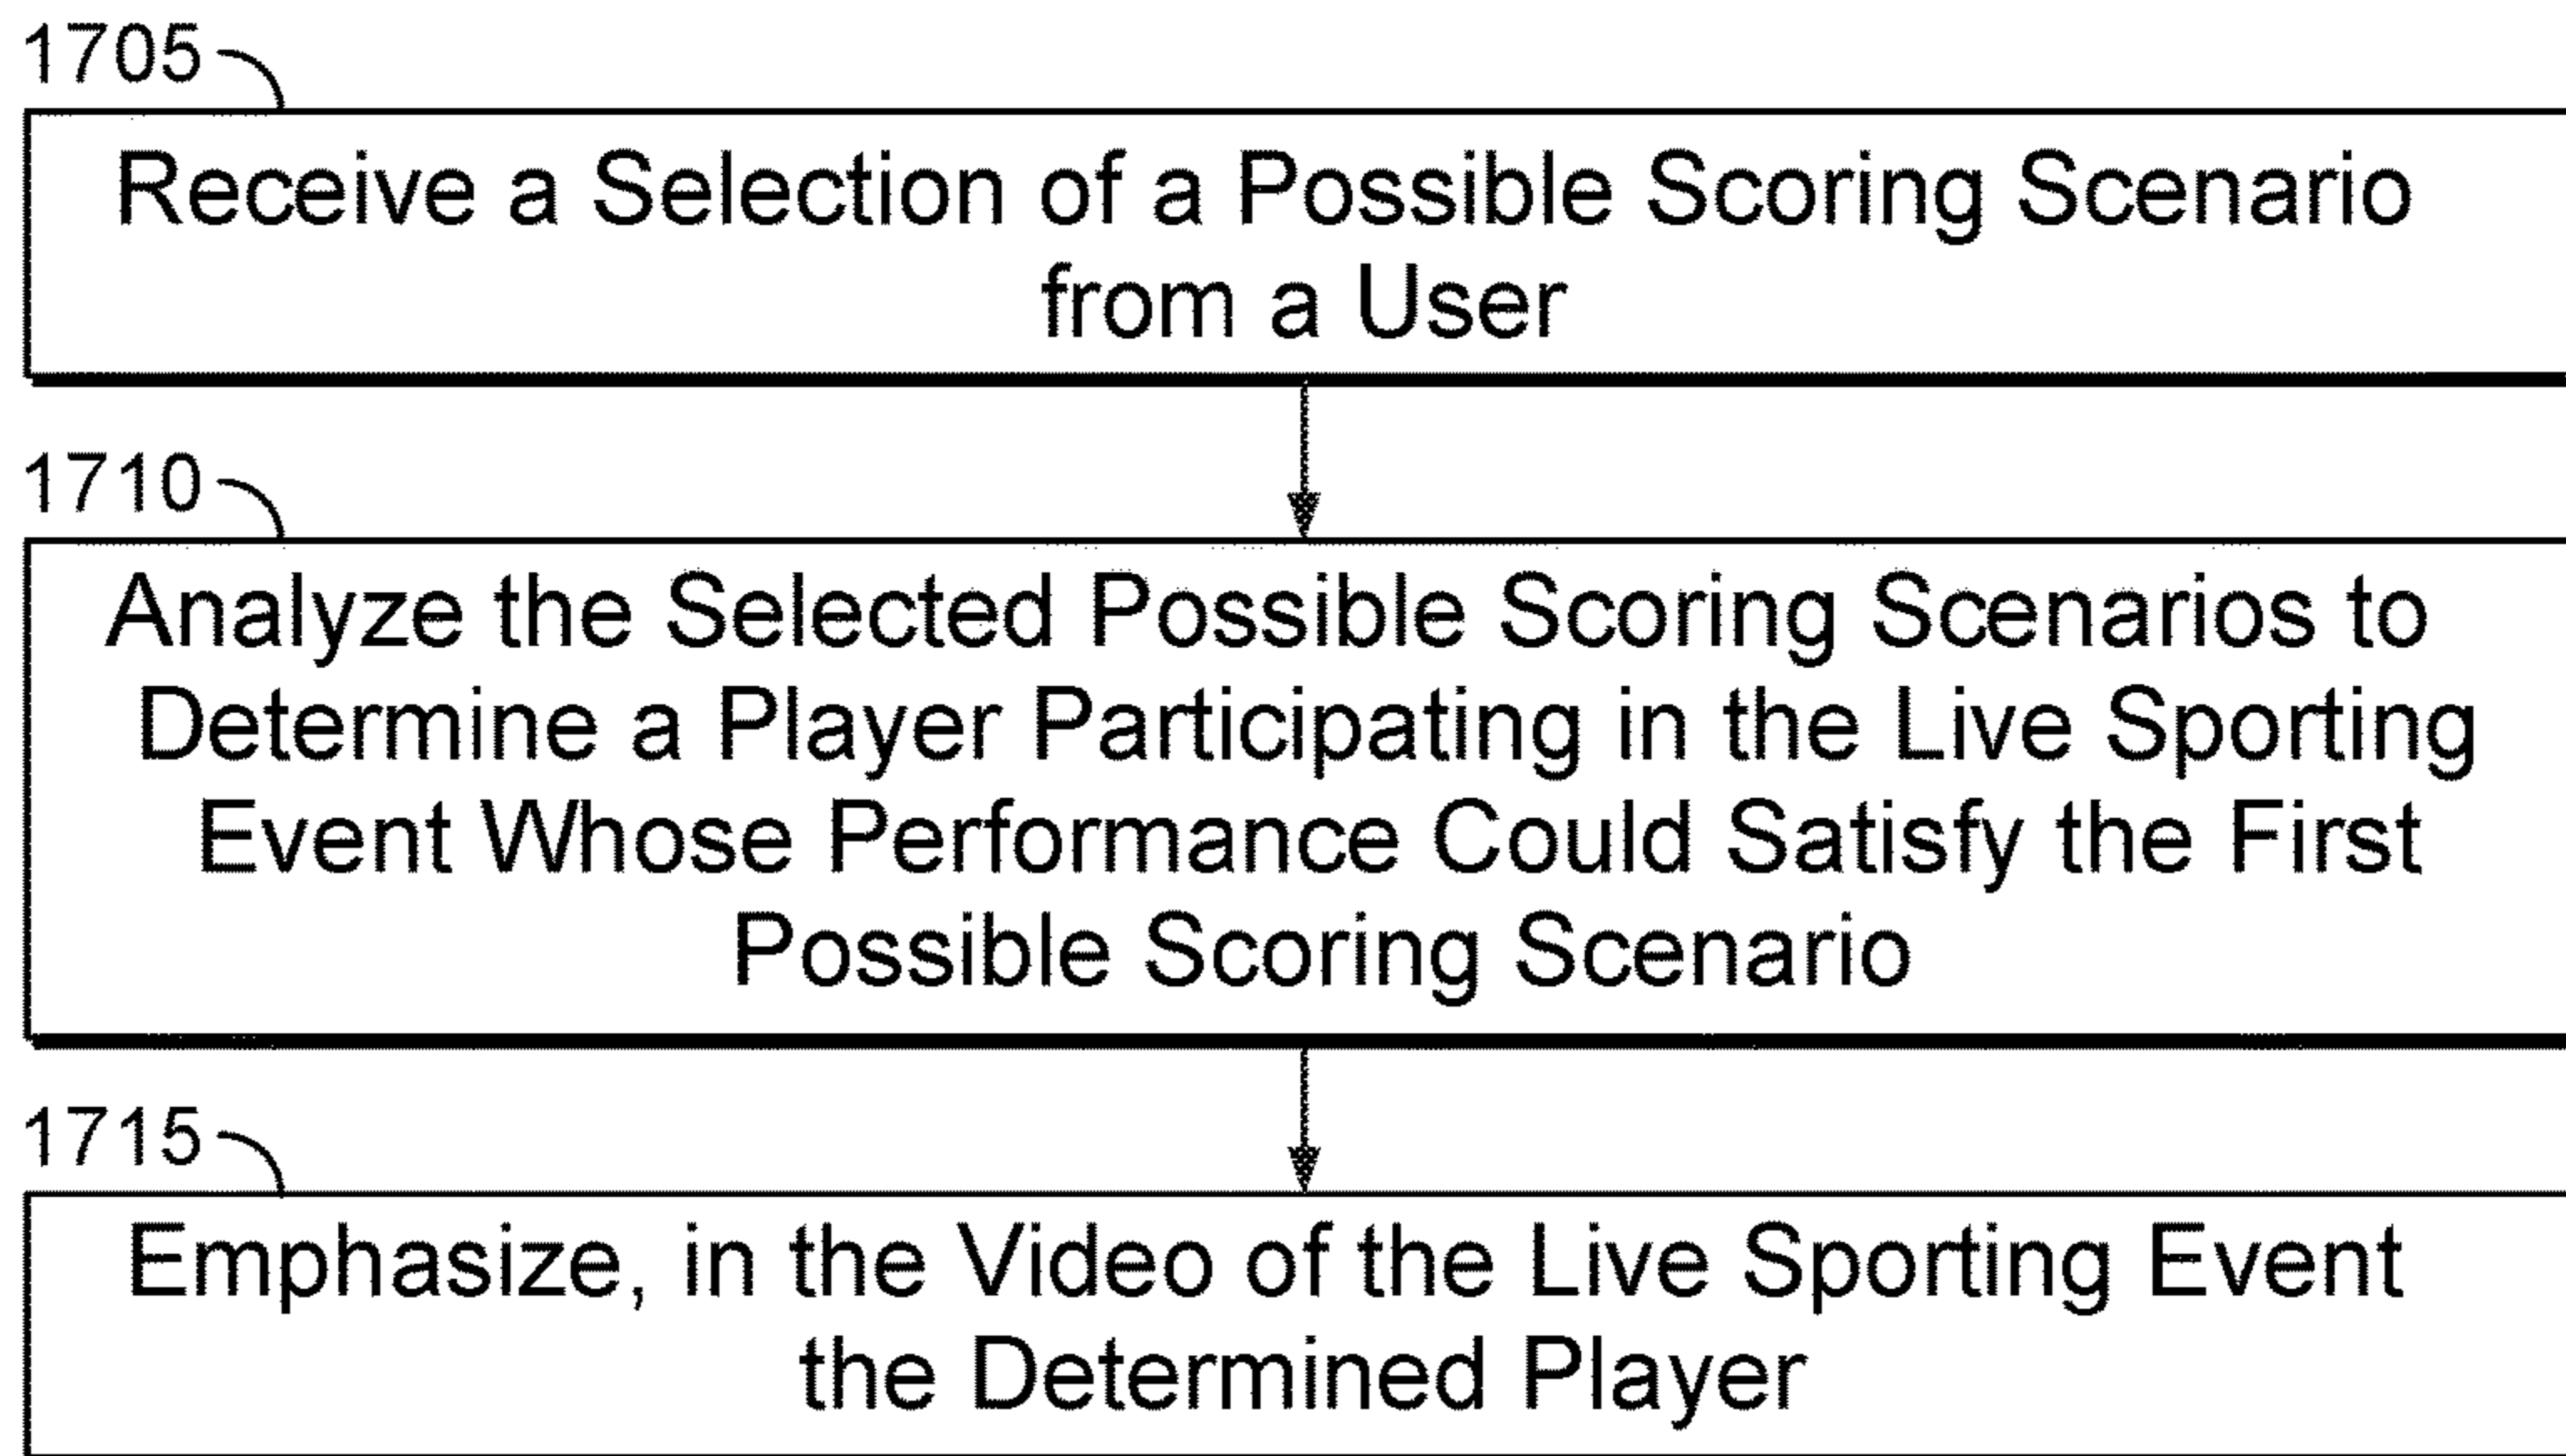 1705
Receive a Selection of a Possible Scoring Scenario
from a User
1710
Analyze the Selected Possible Scoring Scenarios to
Determine a Player Participating in the Live Sporting
Event Whose Performance Could Satisfy the First
Possible Scoring Scenario
1715
Emphasize, in the Video of the Live Sporting Event
the Determined Player